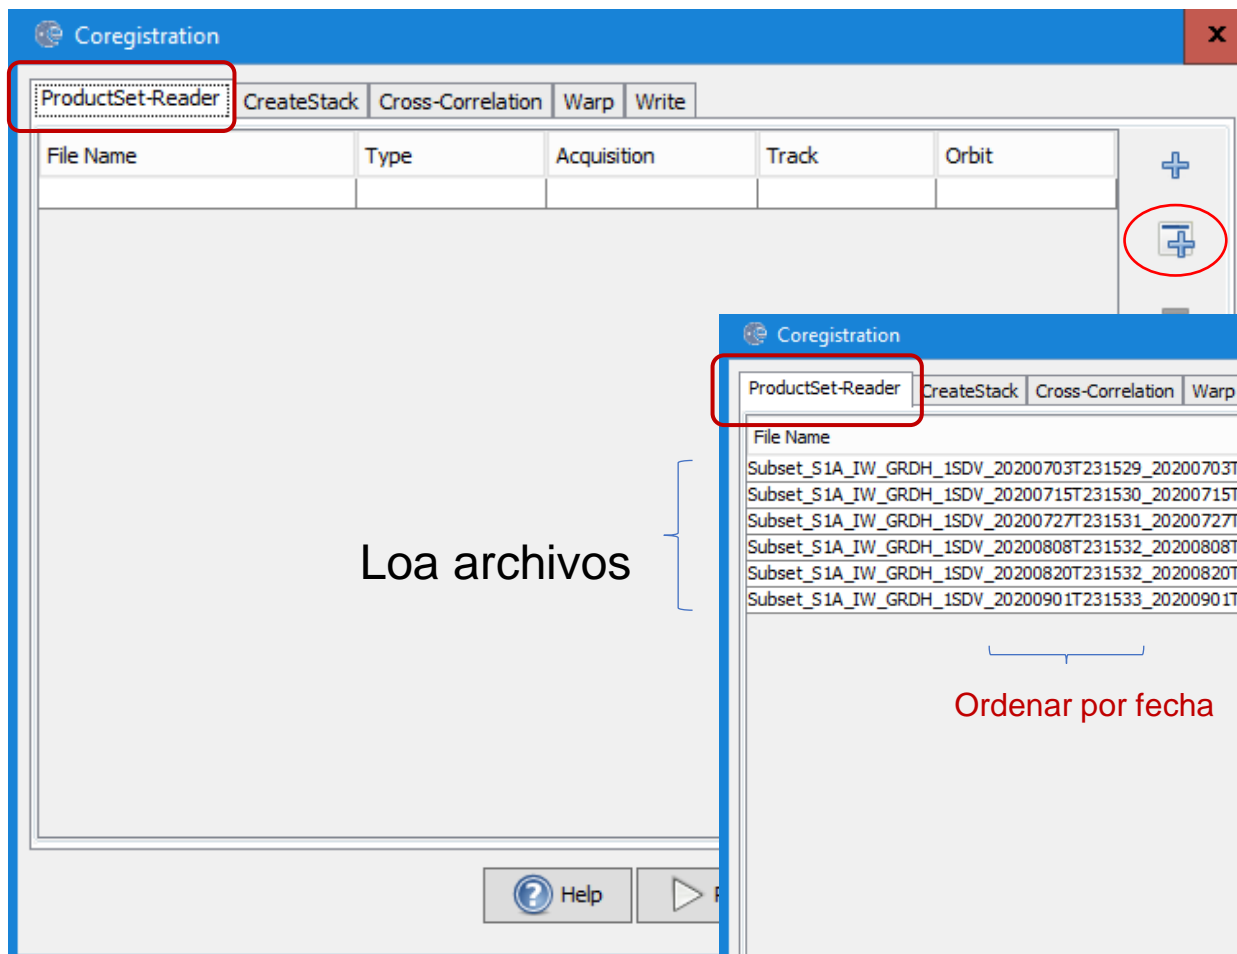 Coregistration
ProductSet-Reader CreateStack Cross-Correlation Warp Write
File Name Type Acquisition Track Orbit
Coregistration
ProductSet-Reader CreateStack Cross-Correlation Warp
File Name
Subset_S1A_IW_GRDH_1SDV_20200703T231529_20200703T
Subset_S1A_IW_GRDH_1SDV_20200715T231530_20200715T
Subset_S1A_IW_GRDH_1SDV_20200727T231531_20200727T
Subset_S1A_IW_GRDH_1SDV_20200808T231532_20200808T
Subset_S1A_IW_GRDH_1SDV_20200820T231532_20200820T
Subset_S1A_IW_GRDH_1SDV_20200901T231533_20200901T
Loa archivos
Ordenar por fecha
Help